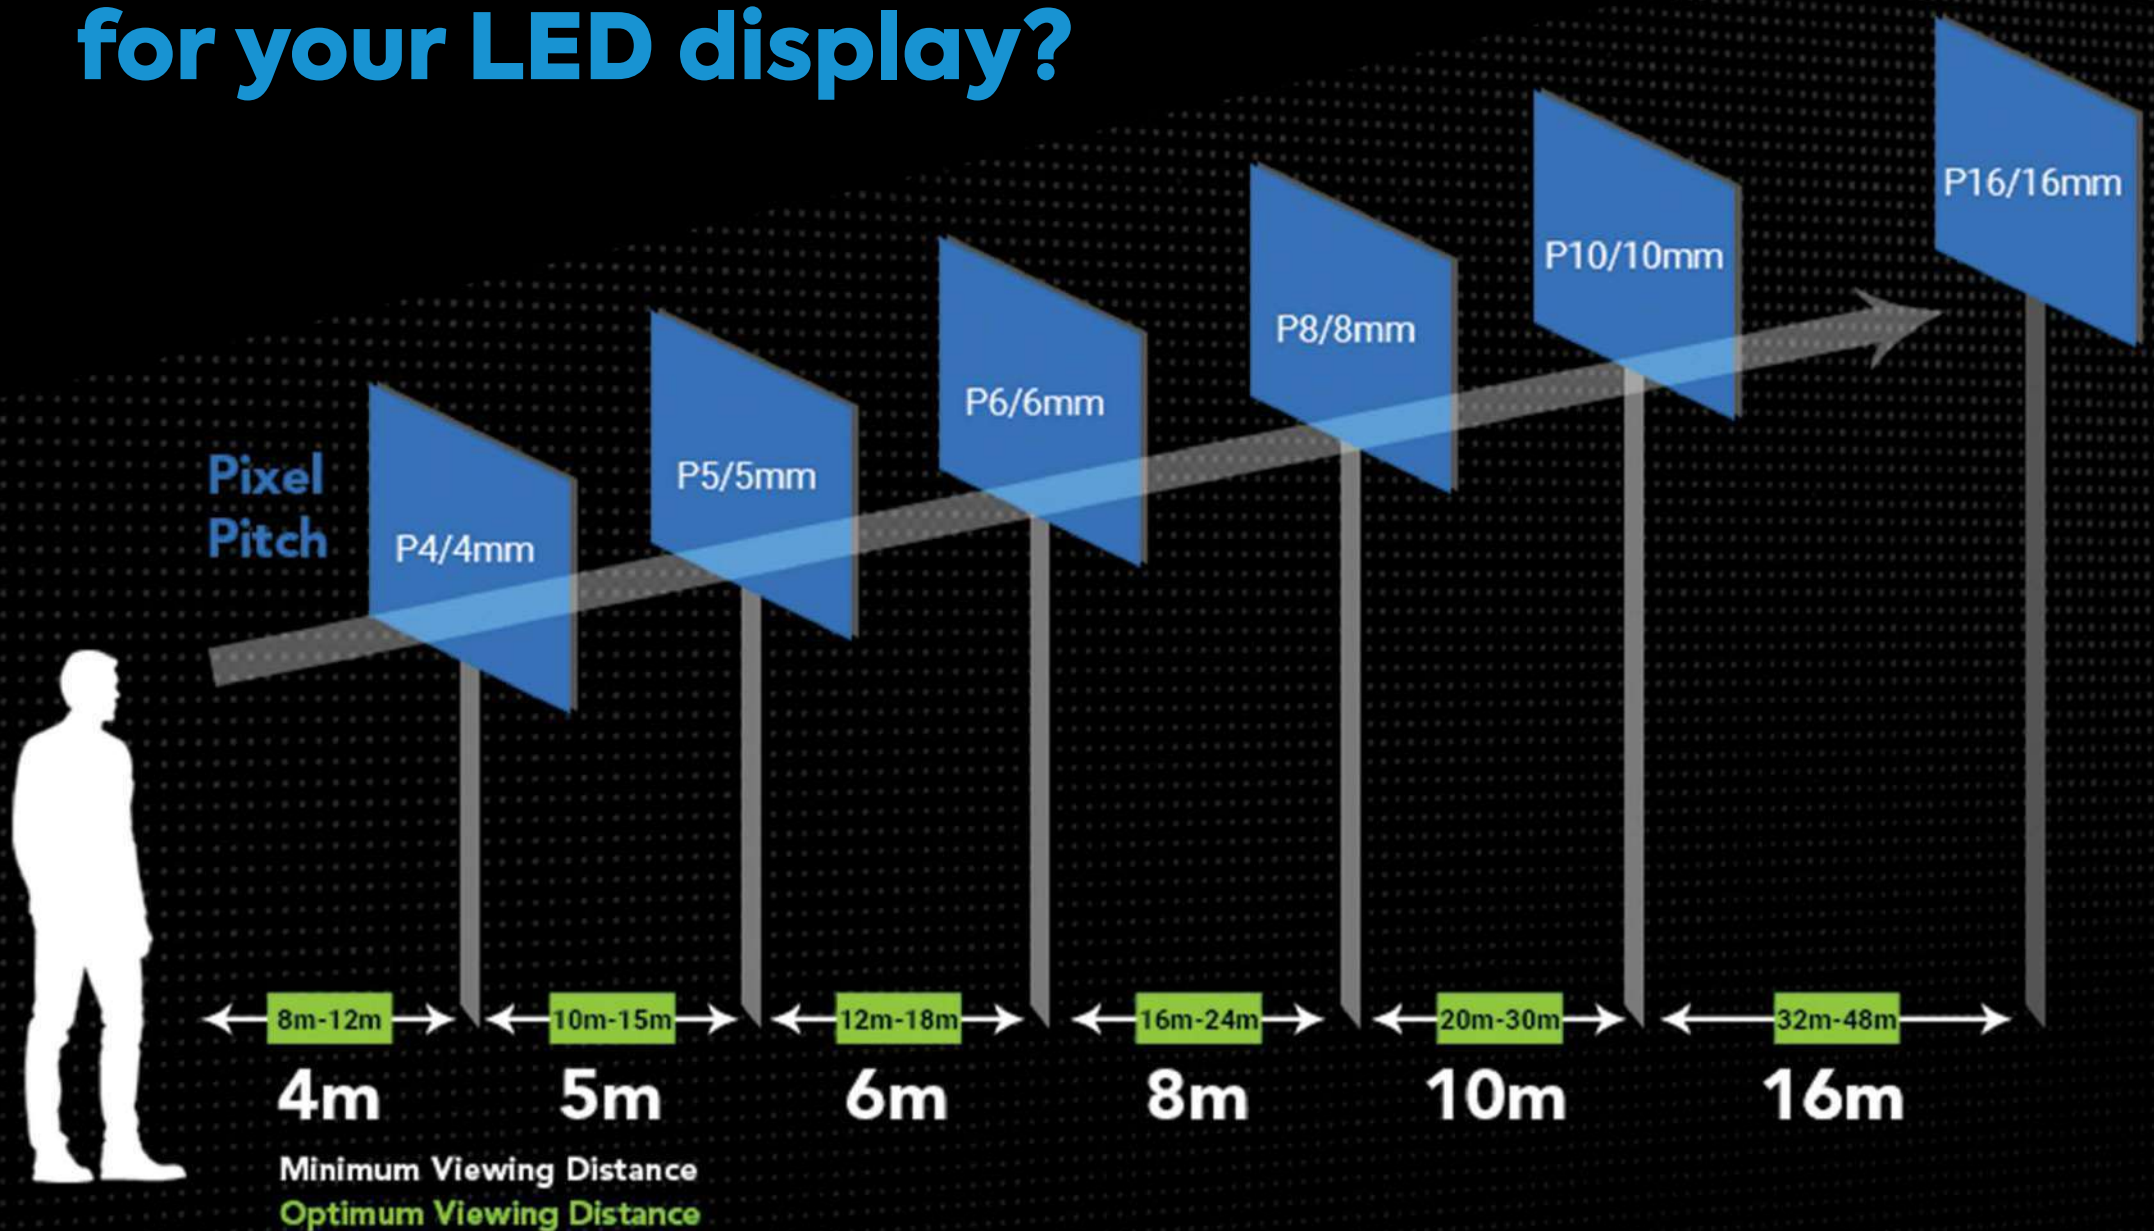 for your LED display?
P16/16mm
P10/10mm
P8/8mm
P6/6mm
P5/5mm
P4/4mm
Pixel
Pitch
8m-12m
10m-15m
12m-18m
16m-24m
20m-30m
32m-48m
4m
5m
6m
8m
10m
16m
Minimum Viewing Distance
Optimum Viewing Distance